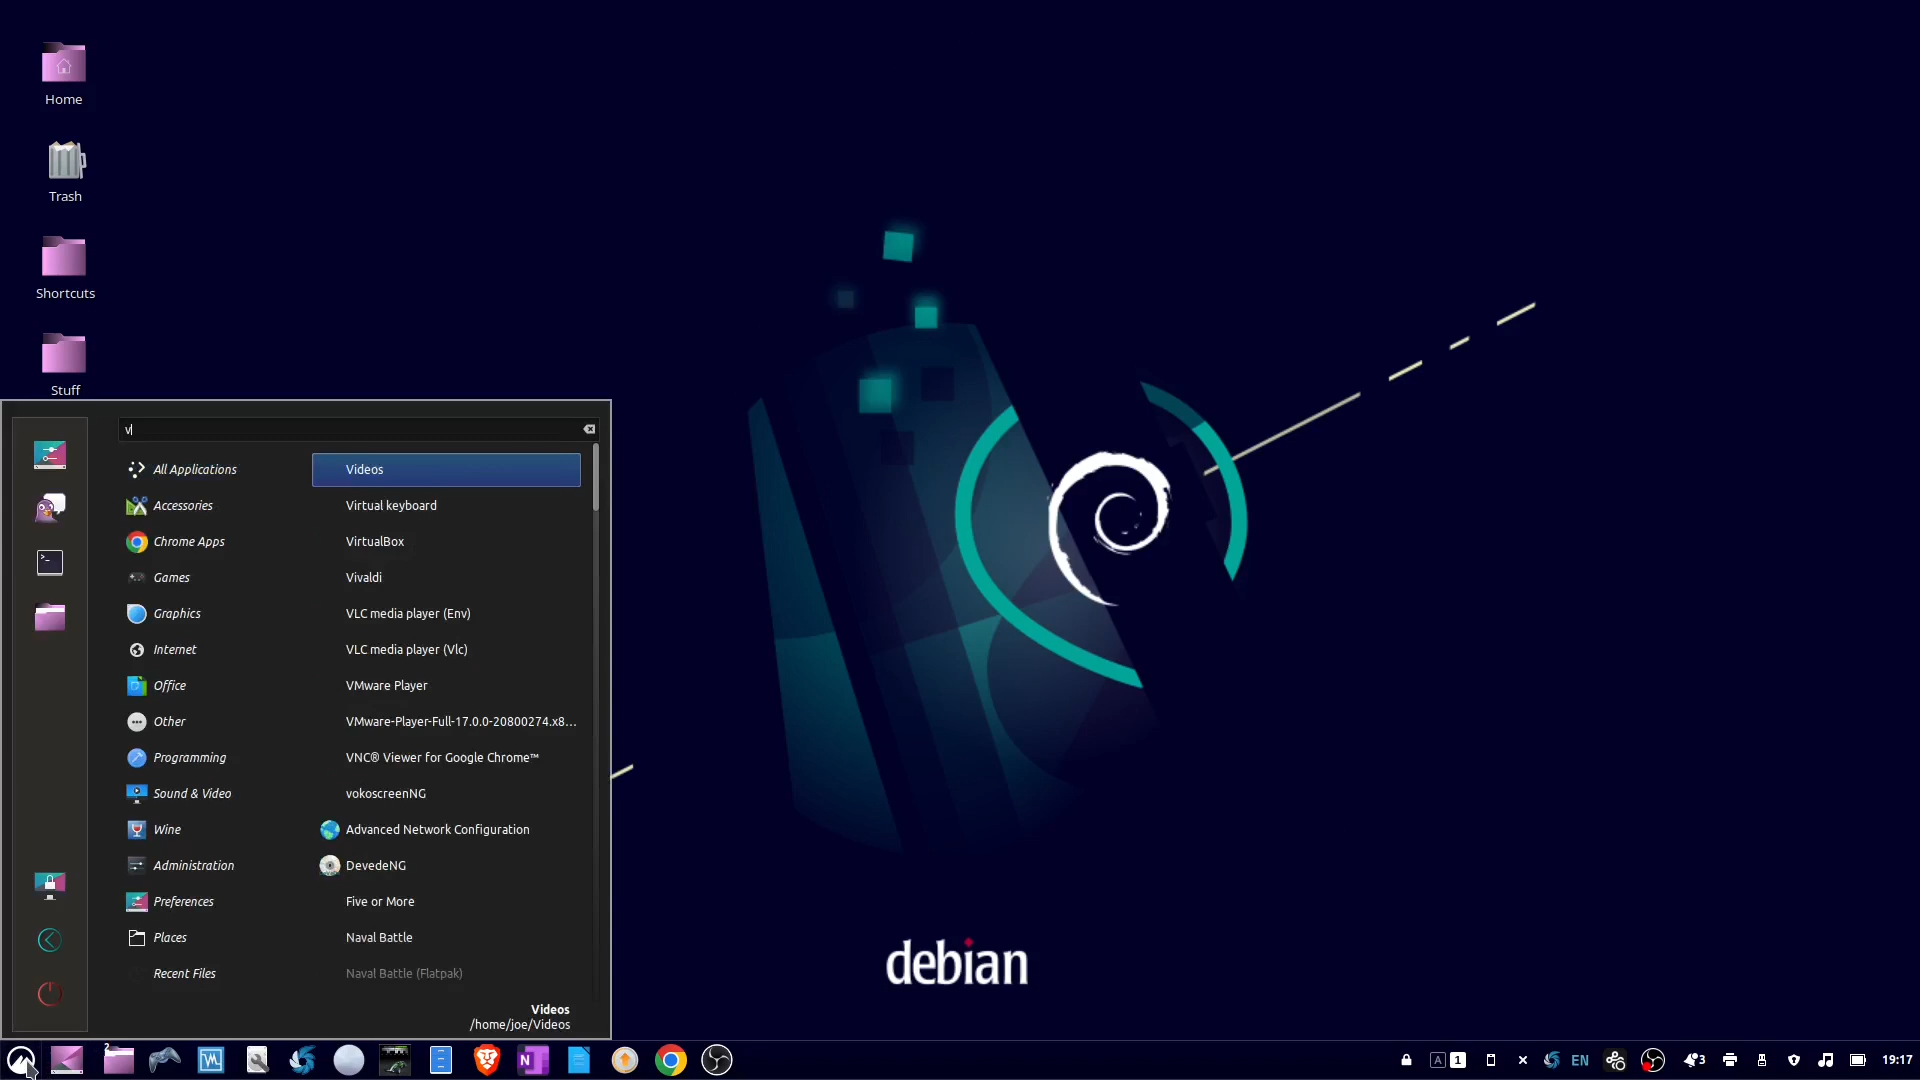 Home
Trash
Shortcuts
Stuff
v
All Applications
Accessories
Chrome Apps
Games
Graphics
Internet
Office
Other
Programming
Sound & Video
Wine
Administration
Preferences
Places
Recent Files
Videos
Virtual keyboard
VirtualBox
Vivaldi
VLC media player (Env)
VLC media player (Vlc)
VMware Player
VMware-Player-Full-17.0.0-20800274.x8...
VNC® Viewer for Google Chrome™
vokoscreenNG
Advanced Network Configuration
DevedeNG
Five or More
Naval Battle
Naval Battle (Flatpak)
Videos
/home/joe/Videos
debian
2
N
A 1
EN
3
19:17